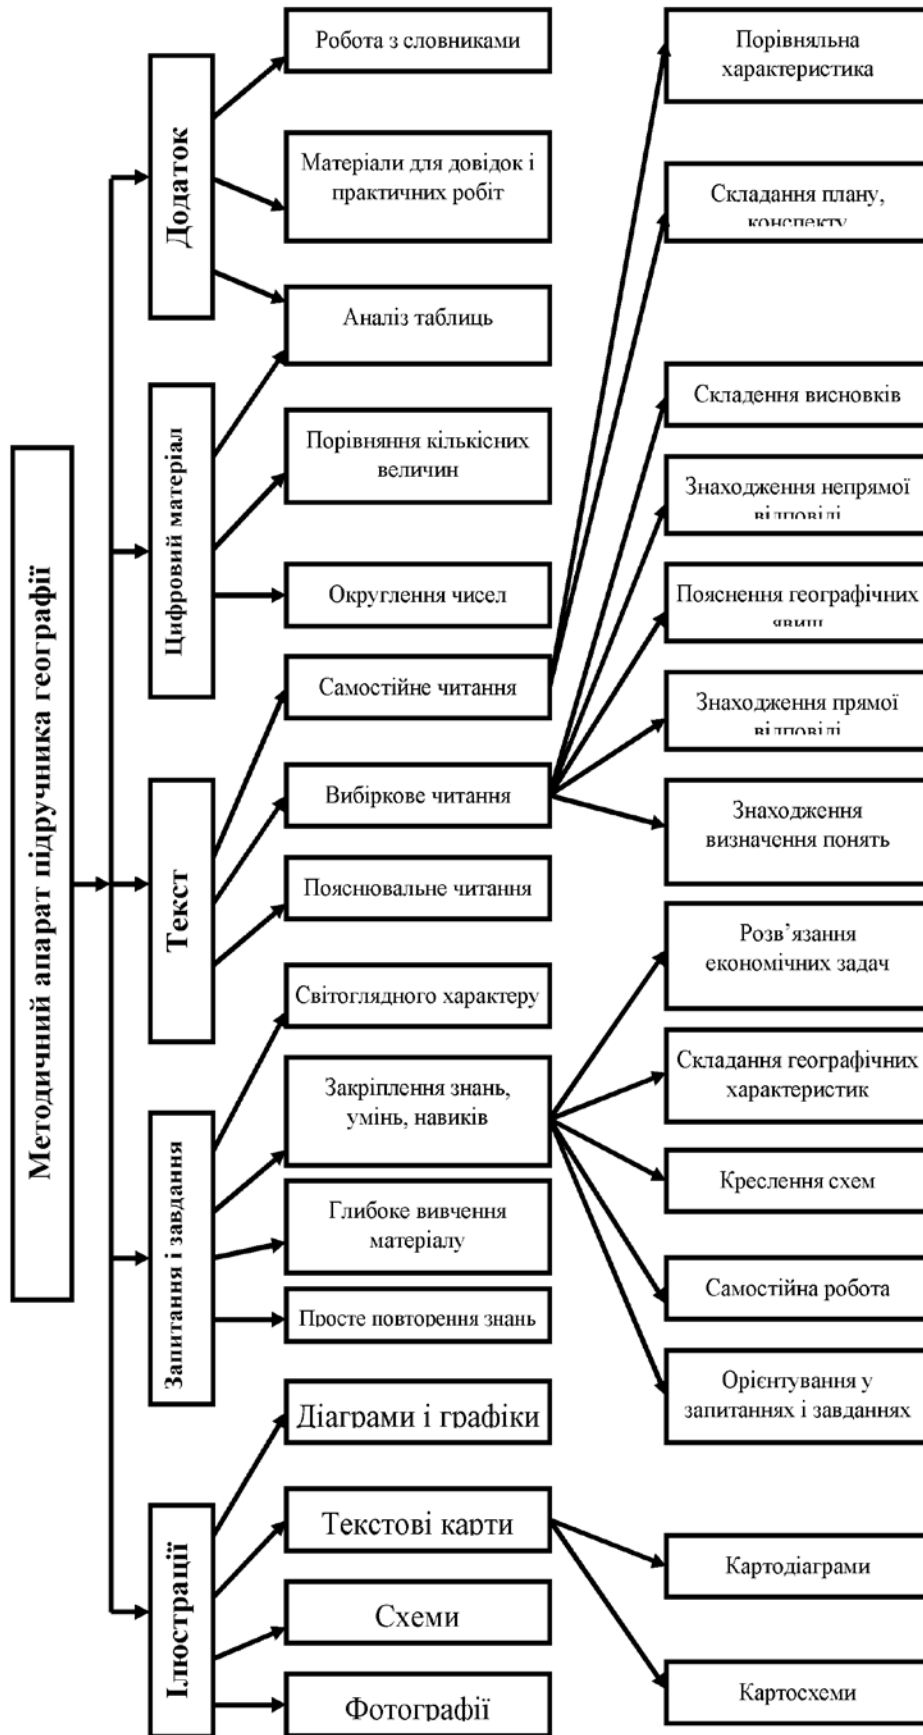 Методичний апарат підручника географії
Додаток
Цифровий матеріал
Текст
Запитання і завдання
Ілюстрації
Робота з словниками
Матеріали для довідок і
практичних робіт
Аналіз таблиць
Порівняння кількісних
величин
Округлення чисел
Самостійне читання
Вибіркове читання
Пояснювальне читання
Світоглядного характеру
Закріплення знань,
умінь, навиків
Глибоке вивчення
матеріалу
Просте повторення знань
Діаграми і графіки
Текстові карти
Схеми
Фотографії
Порівняльна
характеристика
Складання плану,
конспекту
Складення висновків
Знаходження непрямої
відповіді
Пояснення географічних
явищ
Знаходження прямої
відповіді
Знаходження
визначення понять
Розв’язання
економічних задач
Складання географічних
характеристик
Креслення схем
Самостійна робота
Орієнтування у
запитаннях і завданнях
Картодіаграми
Картосхеми